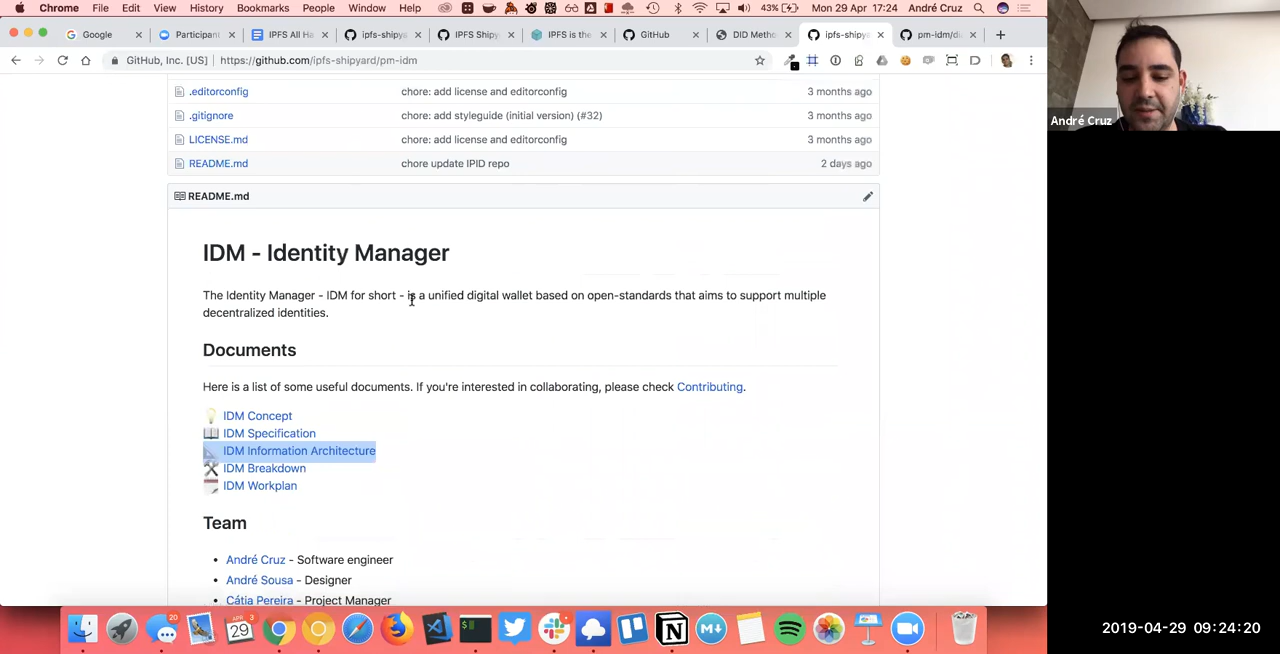 Chrome File Edit View History Bookmarks People Window Help 43% Mon 29 Apr 17:24 André Cruz
Google Participan IPFS All Ha ipfs-shipya IPFS Shipy IPFS is the GitHub DID Metho ipfs-shipy pm-idm/d
GitHub, Inc. [US] https://github.com/ipfs-shipyard/pm-idm
.editorconfig chore: add license and editorconfig 3 months ago
.gitignore chore: add styleguide (initial version) (#32) 3 months ago
LICENSE.md chore: add license and editorconfig 3 months ago
README.md chore update IPID repo 2 days ago
README.md
IDM - Identity Manager
The Identity Manager - IDM for short - is a unified digital wallet based on open-standards that aims to support multiple
decentralized identities.
Documents
Here is a list of some useful documents. If you're interested in collaborating, please check Contributing.
IDM Concept
IDM Specification
IDM Information Architecture
IDM Breakdown
IDM Workplan
Team
André Cruz - Software engineer
André Sousa - Designer
Cátia Pereira - Project Manager
André Cruz
20
APR
29
3
2019-04-29 09:24:20